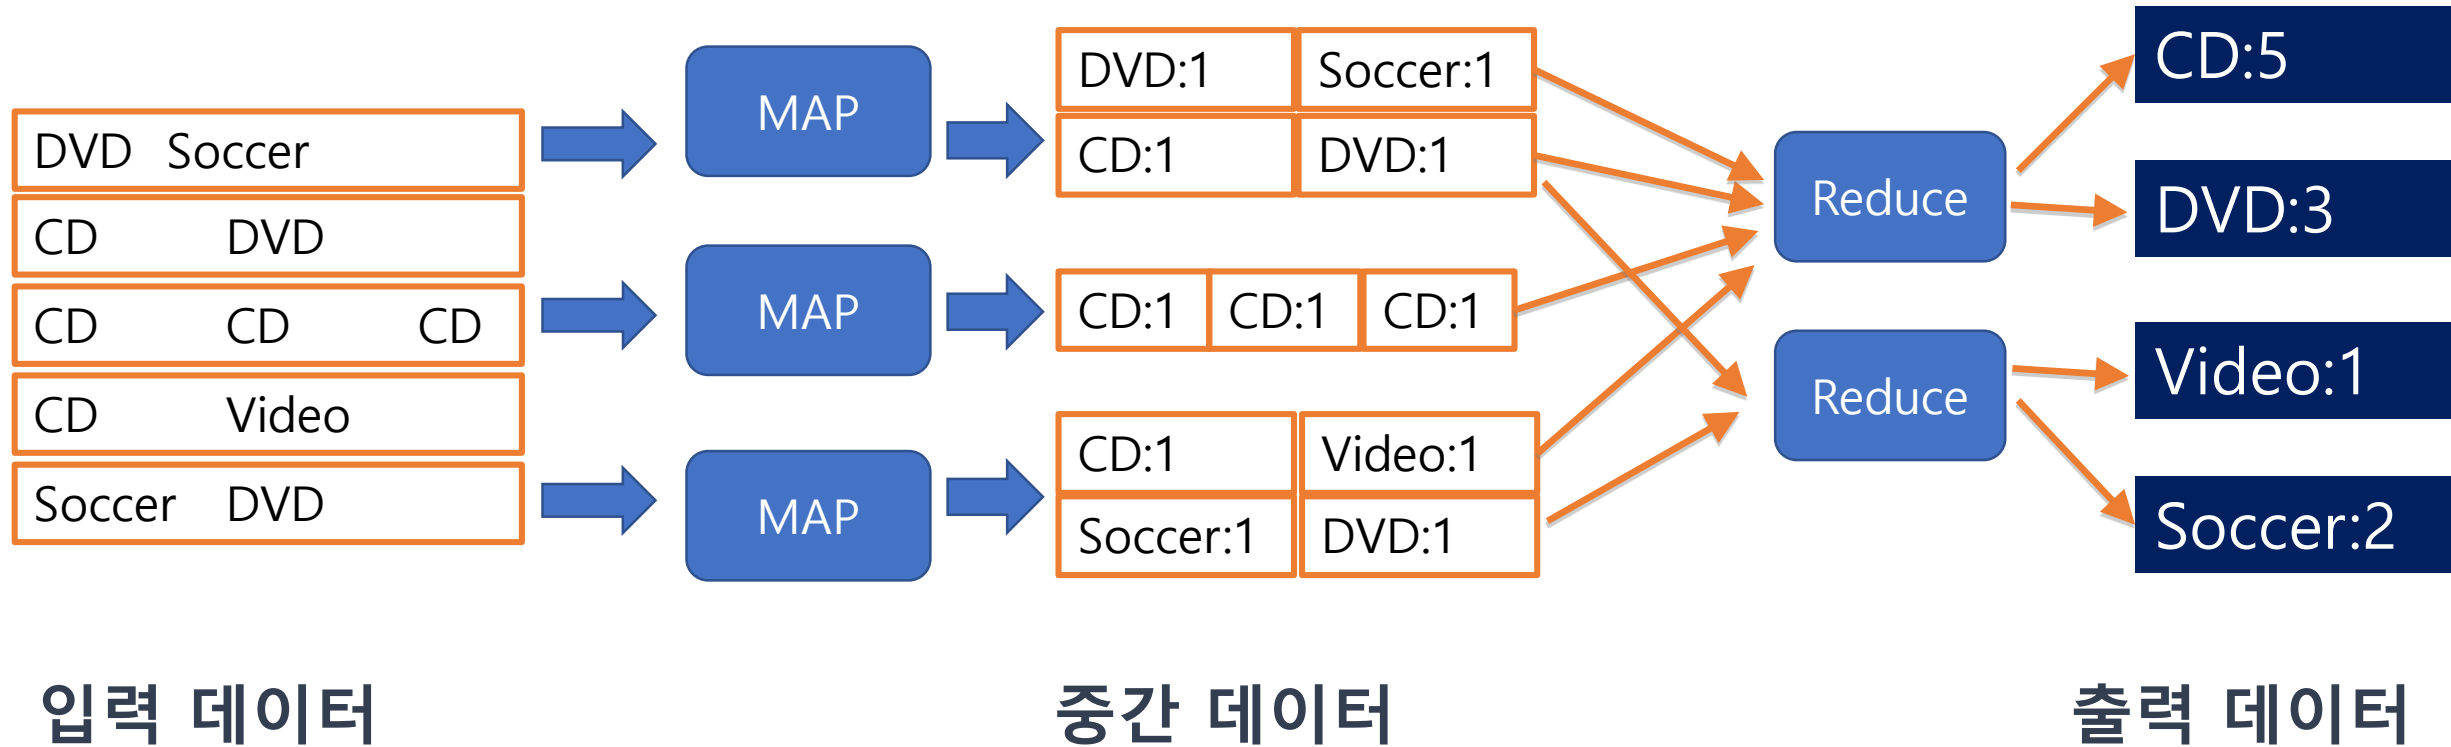 DVD Soccer
CD DVD
CD CD CD
CD Video
Soccer DVD
MAP
MAP
MAP
DVD:1 Soccer:1
CD:1 DVD:1
CD:1 CD:1 CD:1
CD:1 Video:1
Soccer:1 DVD:1
Reduce
Reduce
CD:5
DVD:3
Video:1
Soccer:2
입력 데이터
중간 데이터
출력 데이터